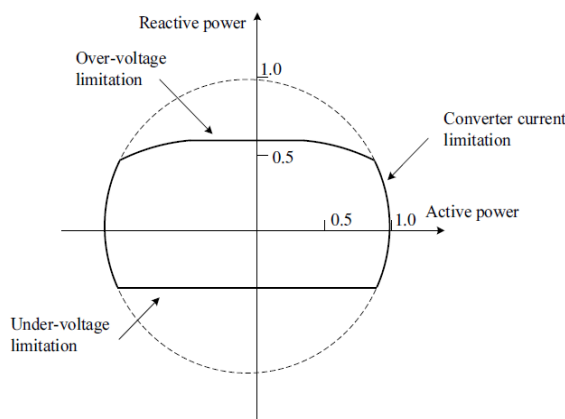 Reactive power
Over-voltage
limitation
1.0
Converter current
limitation
0.5
0.5
1.0
Active power
Under-voltage
limitation